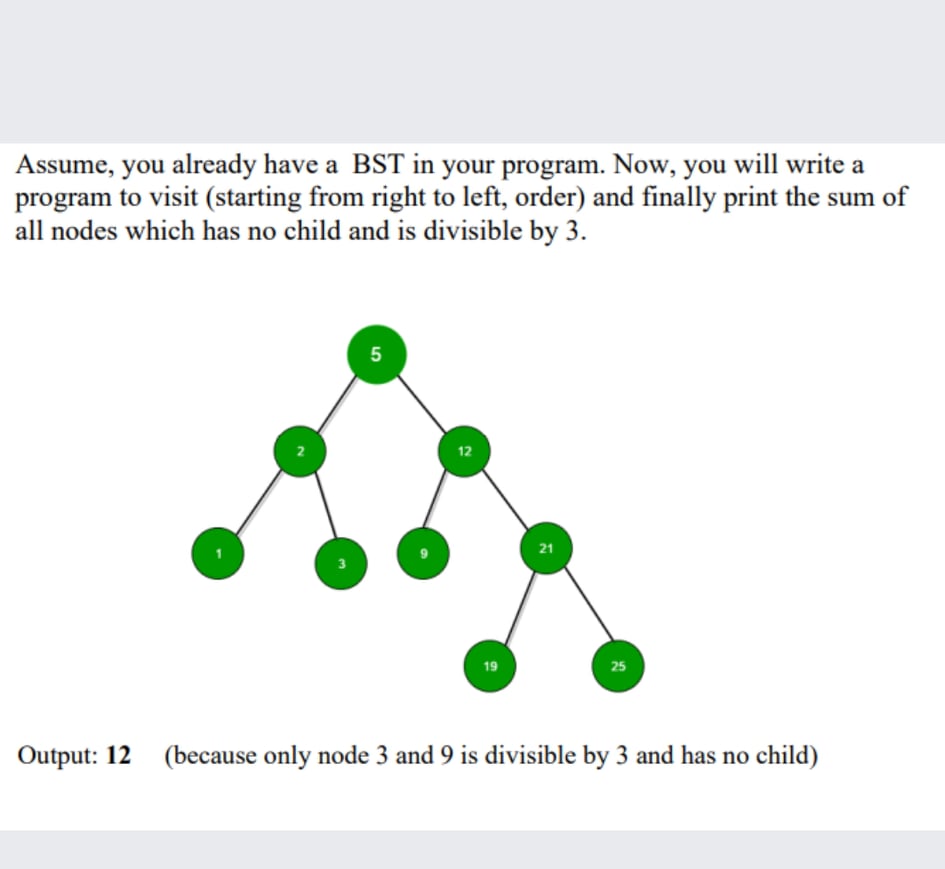 Assume, you already have a BST in your program. Now, you will write a
program to visit (starting from right to left, order) and finally print the sum of
all nodes which has no child and is divisible by 3.
5
2
12
1
3
9
21
19
25
Output: 12 (because only node 3 and 9 is divisible by 3 and has no child)